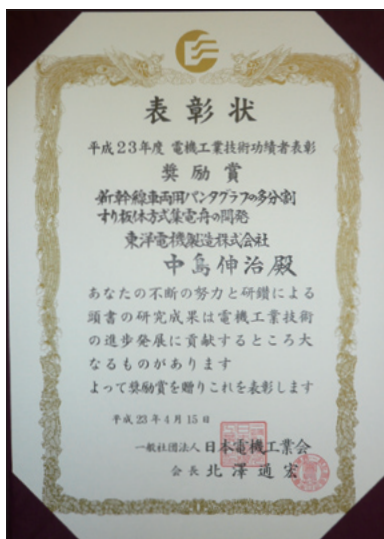 表彰状
平成23年度 電機工業技術功績者表彰
奨励賞
新幹線車両用パンタグラフの多分割
すり板体方式集電舟の開発
東洋電機製造株式会社
中島伸治殿
あなたの不断の努力と研鑽による
頭書の研究成果は電機工業技術
の進歩発展に貢献するところ大
なるものがあります
よって奨励賞を贈りこれを表彰します
平成23年4月15日
一般社団法人 日本電機工業会
会長 北澤通宏